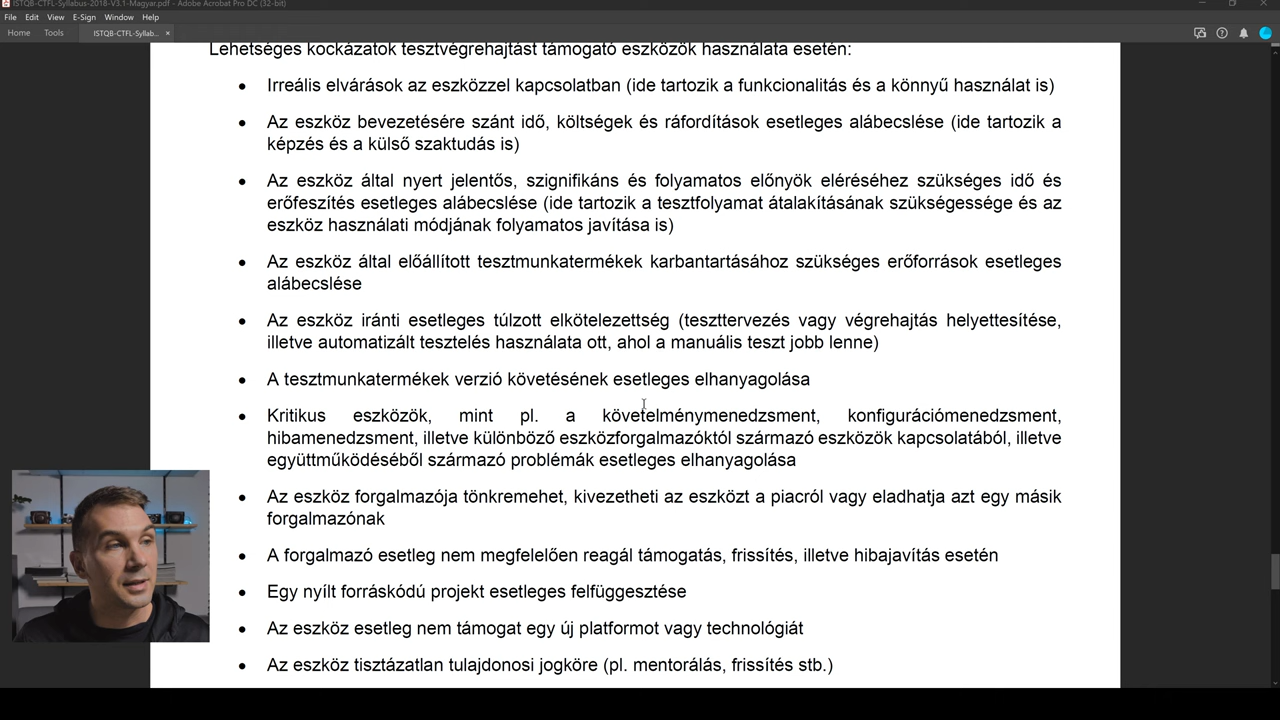 ISTQB-CTFL-Syllabus-2018-V3.1-Magyar.pdf - Adobe Acrobat Pro DC (32-bit)
File Edit View E-Sign Window Help
Home Tools ISTQB-CTFL-Syllab... ×
Lehetséges kockázatok tesztvégrehajtást támogató eszközök használata esetén:
• Irreális elvárások az eszközzel kapcsolatban (ide tartozik a funkcionalitás és a könnyű használat is)
• Az eszköz bevezetésére szánt idő, költségek és ráfordítások esetleges alábecslése (ide tartozik a
képzés és a külső szaktudás is)
• Az eszköz által nyert jelentős, szignifikáns és folyamatos előnyök eléréséhez szükséges idő és
erőfeszítés esetleges alábecslése (ide tartozik a tesztfolyamat átalakításának szükségessége és az
eszköz használati módjának folyamatos javítása is)
• Az eszköz által előállított tesztmunkatermékek karbantartásához szükséges erőforrások esetleges
alábecslése
• Az eszköz iránti esetleges túlzott elkötelezettség (teszttervezés vagy végrehajtás helyettesítése,
illetve automatizált tesztelés használata ott, ahol a manuális teszt jobb lenne)
• A tesztmunkatermékek verzió követésének esetleges elhanyagolása
• Kritikus eszközök, mint pl. a követelménymenedzsment, konfigurációmenedzsment,
hibamenedzsment, illetve különböző eszközforgalmazóktól származó eszközök kapcsolatából, illetve
együttműködéséből származó problémák esetleges elhanyagolása
• Az eszköz forgalmazója tönkremehet, kivezetheti az eszközt a piacról vagy eladhatja azt egy másik
forgalmazónak
• A forgalmazó esetleg nem megfelelően reagál támogatás, frissítés, illetve hibajavítás esetén
• Egy nyílt forráskódú projekt esetleges felfüggesztése
• Az eszköz esetleg nem támogat egy új platformot vagy technológiát
• Az eszköz tisztázatlan tulajdonosi jogköre (pl. mentorálás, frissítés stb.)